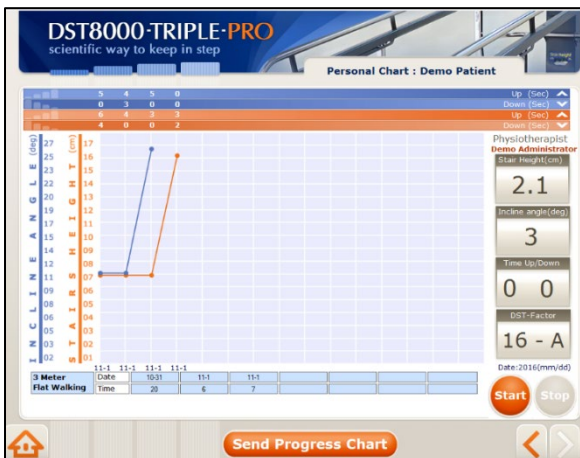 DST8000·TRIPLE·PRO
scientific way to keep in step
Personal Chart : Demo Patient
5 4 5 0 Up (Sec)
0 3 0 0 Down (Sec)
6 4 3 3 Up (Sec)
4 0 0 2 Down (Sec)
INCLINE ANGLE (deg)
27
25
23
22
20
19
17
15
14
12
11
09
08
06
05
03
02
STAIRS HEIGHT (cm)
17
16
15
14
13
12
11
10
09
08
07
06
05
04
03
02
01
Physiotherapist
Demo Administrator
Stair Height(cm)
2.1
Incline angle(deg)
3
Time Up/Down
0 0
DST-Factor
16 - A
Date:2016(mm/dd)
11-1 11-1 11-1 11-1
3 Meter Flat Walking
Date 10-31 11-1 11-1
Time 20 6 7
Start Stop
Send Progress Chart